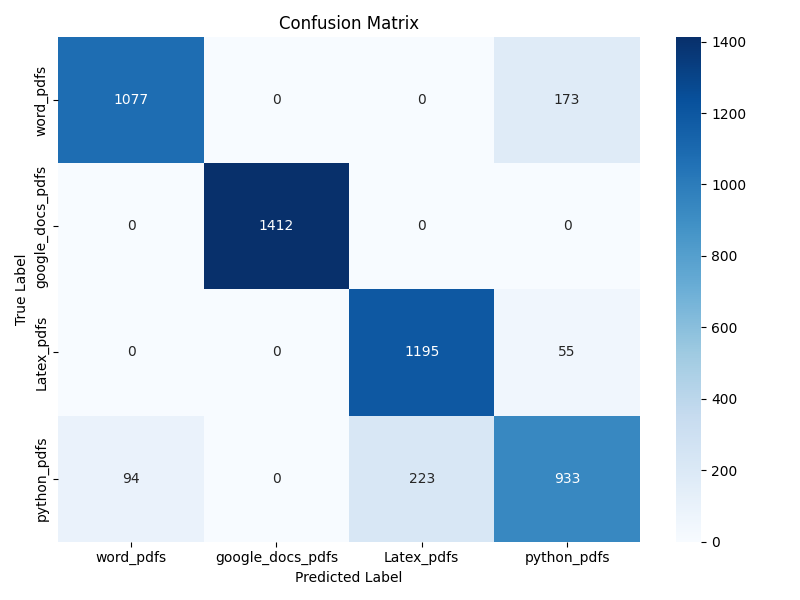 Confusion Matrix
True Label
word_pdfs
1077 0 0 173
google_docs_pdfs
0 1412 0 0
Latex_pdfs
0 0 1195 55
python_pdfs
94 0 223 933
word_pdfs google_docs_pdfs Latex_pdfs python_pdfs
Predicted Label
1400
1200
1000
800
600
400
200
0